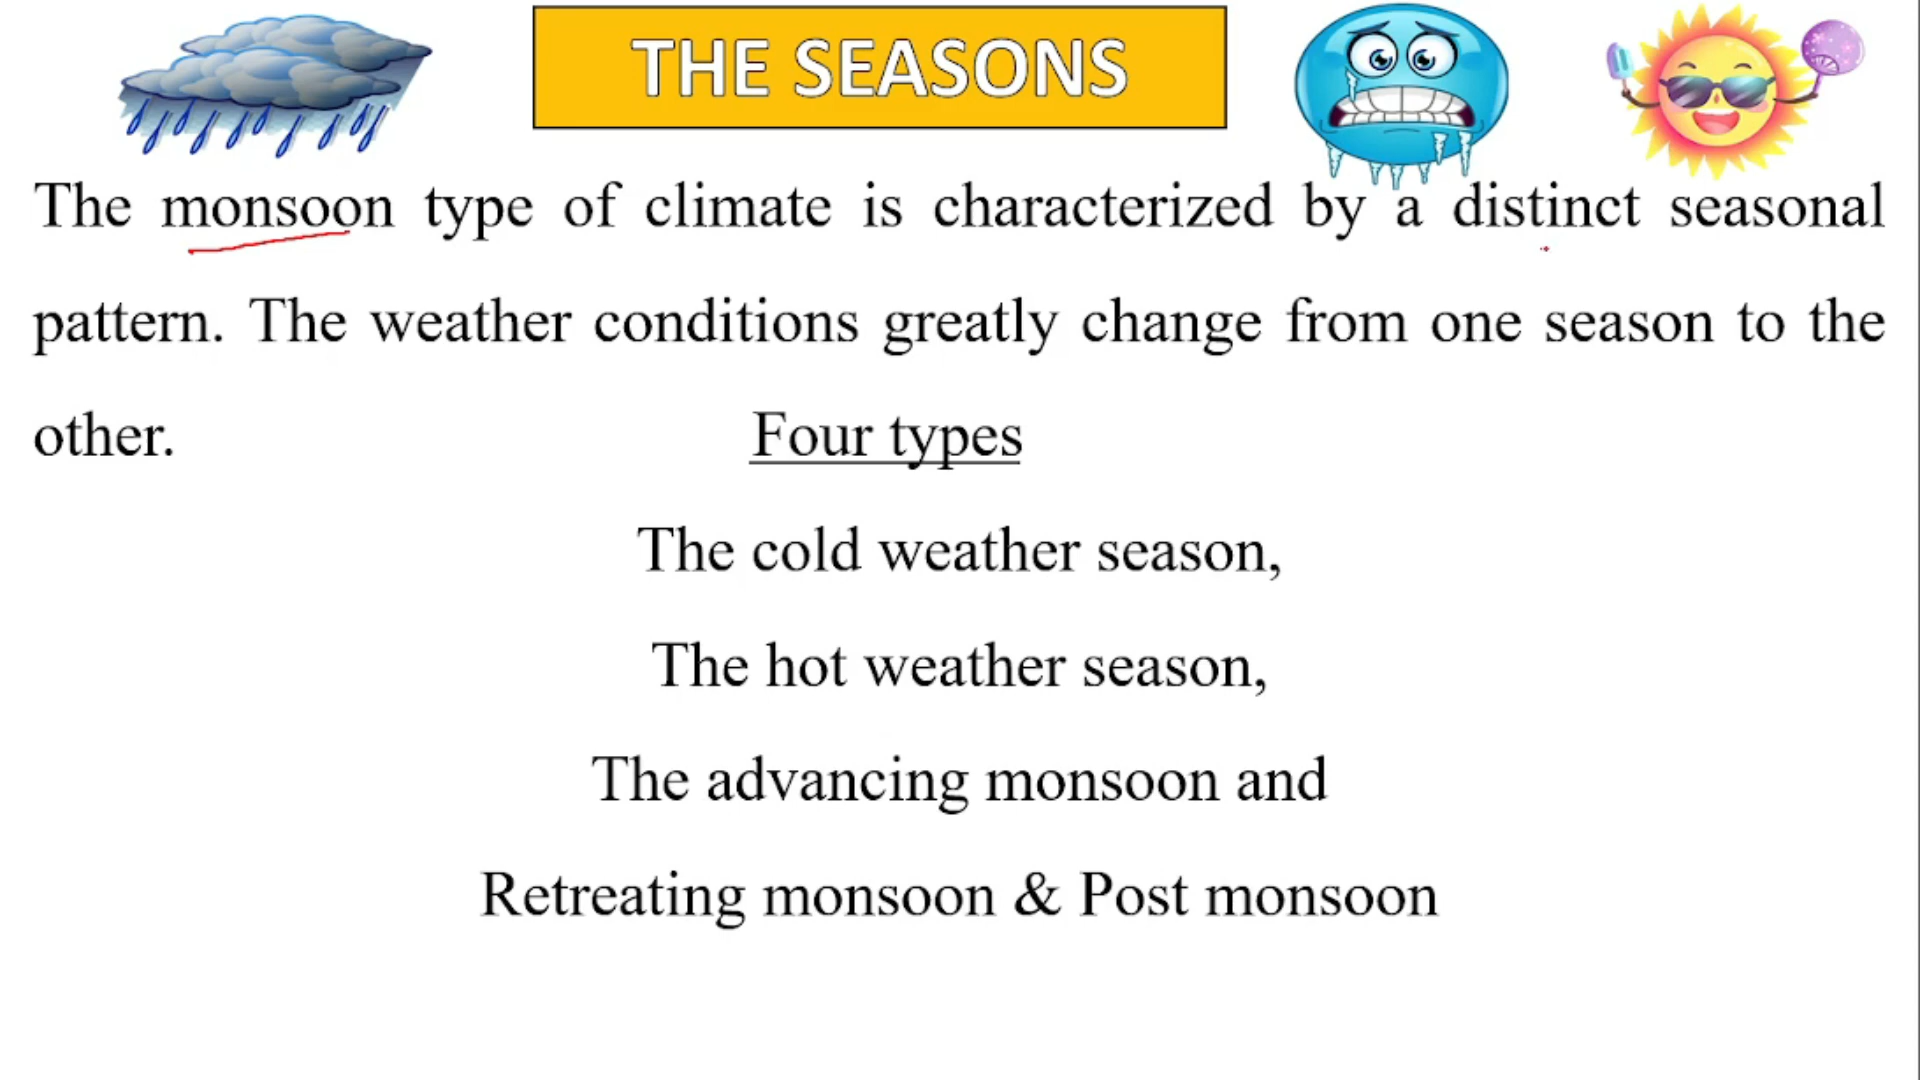 THE SEASONS
The monsoon type of climate is characterized by a distinct seasonal
pattern. The weather conditions greatly change from one season to the
other.
Four types
The cold weather season,
The hot weather season,
The advancing monsoon and
Retreating monsoon & Post monsoon